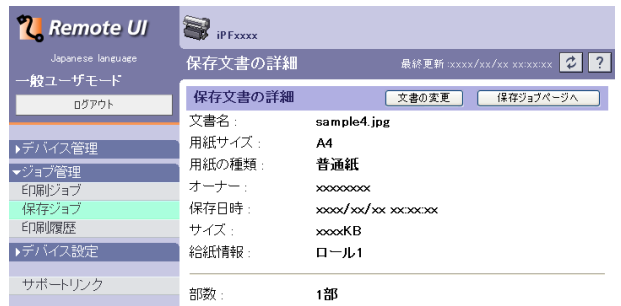 Remote UI
iPFxxxx
Japanese language
保存文書の詳細
最終更新:xxxx/xx/xx xx:xx:xx
?
一般ユーザモード
ログアウト
保存文書の詳細
文書の変更
保存ジョブページへ
文書名 : sample4.jpg
用紙サイズ : A4
用紙の種類 : 普通紙
オーナー : xxxxxxxx
保存日時 : xxxx/xx/xx xx:xx:xx
サイズ : xxxxKB
給紙情報 : ロール1
部数 : 1部
デバイス管理
ジョブ管理
印刷ジョブ
保存ジョブ
印刷履歴
デバイス設定
サポートリンク